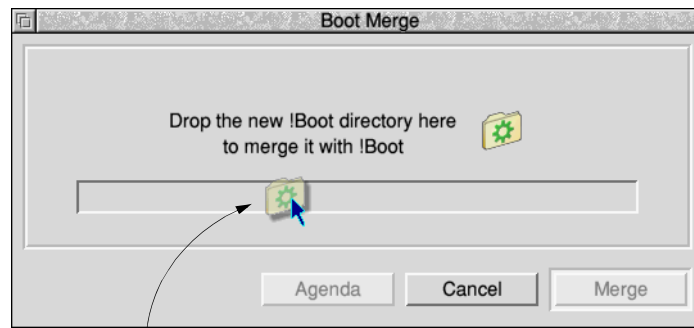 Boot Merge
Drop the new !Boot directory here
to merge it with !Boot
Agenda
Cancel
Merge